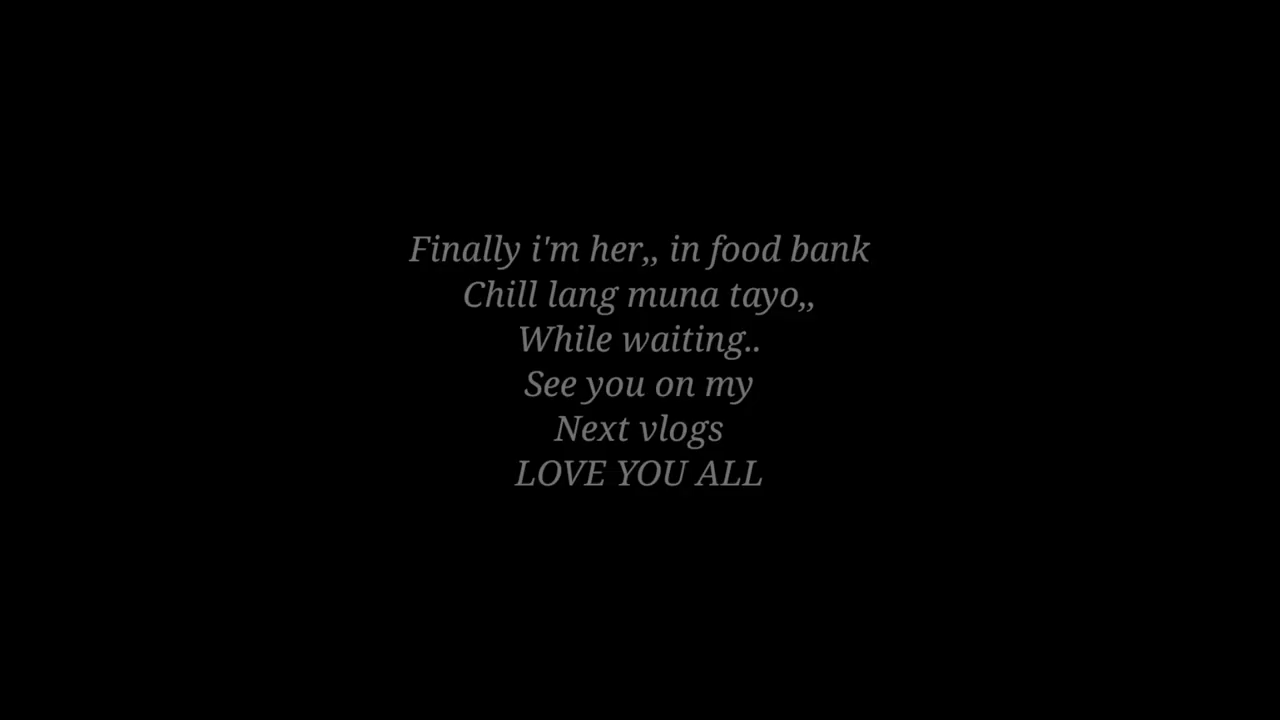 Finally i'm her,, in food bank
Chill lang muna tayo,,
While waiting..
See you on my
Next vlogs
LOVE YOU ALL